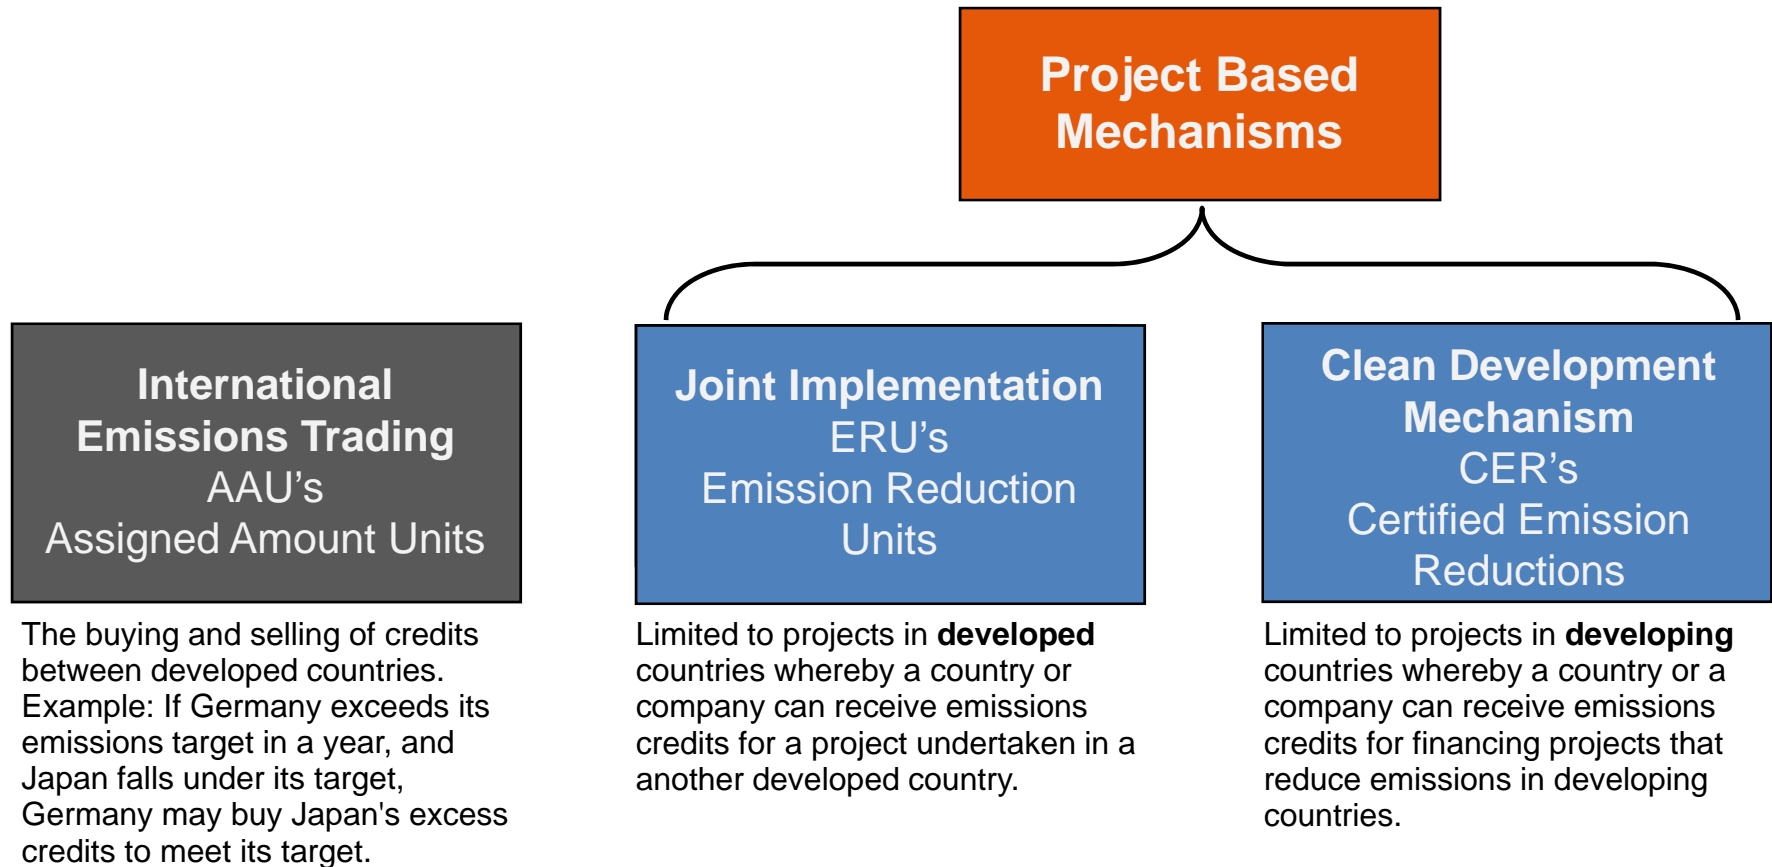 Project Based
Mechanisms
International
Emissions Trading
AAU's
Assigned Amount Units
The buying and selling of credits
between developed countries.
Example: If Germany exceeds its
emissions target in a year, and
Japan falls under its target,
Germany may buy Japan's excess
credits to meet its target.
Joint Implementation
ERU's
Emission Reduction
Units
Limited to projects in developed
countries whereby a country or
company can receive emissions
credits for a project undertaken in a
another developed country.
Clean Development
Mechanism
CER's
Certified Emission
Reductions
Limited to projects in developing
countries whereby a country or a
company can receive emissions
credits for financing projects that
reduce emissions in developing
countries.